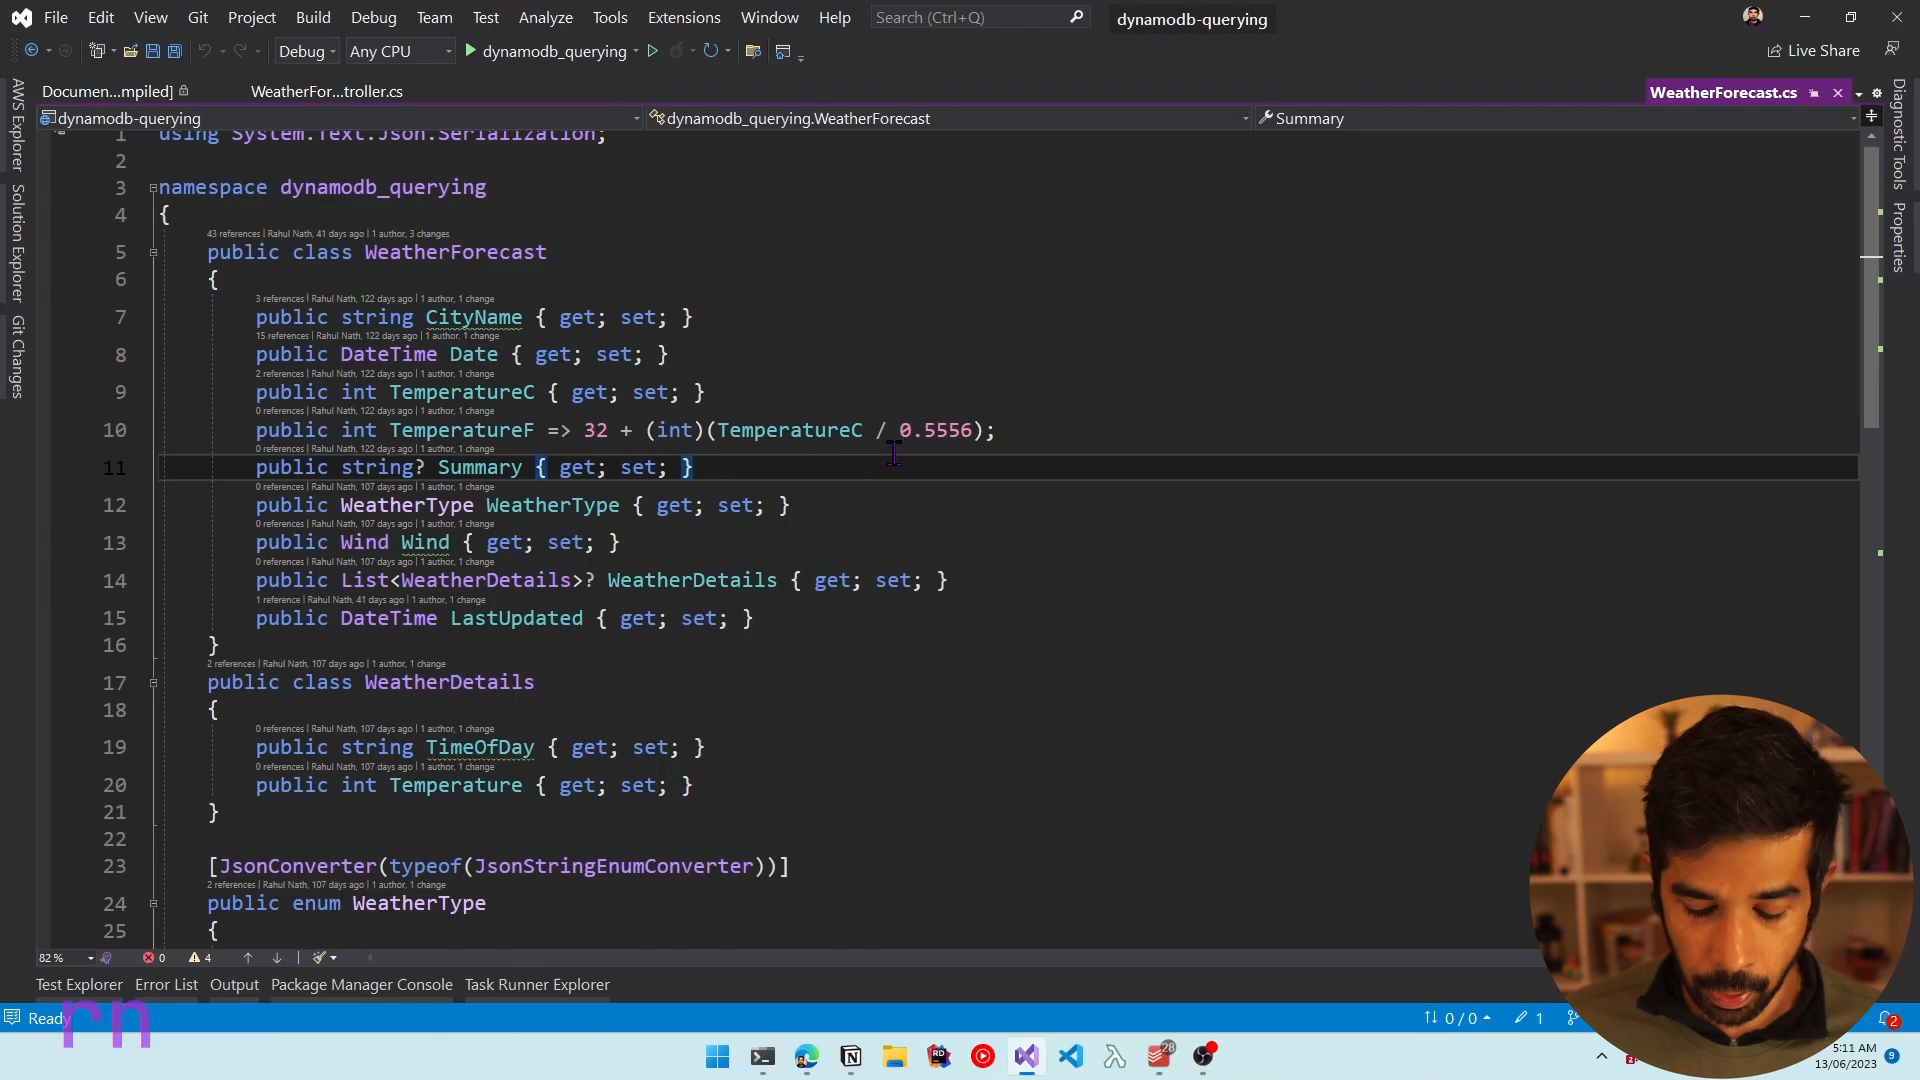 File Edit View Git Project Build Debug Team Test Analyze Tools Extensions Window Help Search (Ctrl+Q) dynamodb-querying
Debug Any CPU dynamodb_querying Live Share
Documen...mpiled] WeatherFor...troller.cs WeatherForecast.cs
dynamodb-querying dynamodb_querying.WeatherForecast Summary
AWS Explorer
Solution Explorer
Git Changes
Diagnostic Tools
Properties
1 using System.Text.Json.Serialization;
2
3 namespace dynamodb_querying
4 {
43 references | Rahul Nath, 41 days ago | 1 author, 3 changes
5 public class WeatherForecast
6 {
3 references | Rahul Nath, 122 days ago | 1 author, 1 change
7 public string CityName { get; set; }
15 references | Rahul Nath, 122 days ago | 1 author, 1 change
8 public DateTime Date { get; set; }
2 references | Rahul Nath, 122 days ago | 1 author, 1 change
9 public int TemperatureC { get; set; }
0 references | Rahul Nath, 122 days ago | 1 author, 1 change
10 public int TemperatureF => 32 + (int)(TemperatureC / 0.5556);
0 references | Rahul Nath, 122 days ago | 1 author, 1 change
11 public string? Summary { get; set; }
0 references | Rahul Nath, 107 days ago | 1 author, 1 change
12 public WeatherType WeatherType { get; set; }
0 references | Rahul Nath, 107 days ago | 1 author, 1 change
13 public Wind Wind { get; set; }
0 references | Rahul Nath, 107 days ago | 1 author, 1 change
14 public List<WeatherDetails>? WeatherDetails { get; set; }
1 reference | Rahul Nath, 41 days ago | 1 author, 1 change
15 public DateTime LastUpdated { get; set; }
16 }
2 references | Rahul Nath, 107 days ago | 1 author, 1 change
17 public class WeatherDetails
18 {
0 references | Rahul Nath, 107 days ago | 1 author, 1 change
19 public string TimeOfDay { get; set; }
0 references | Rahul Nath, 107 days ago | 1 author, 1 change
20 public int Temperature { get; set; }
21 }
22
23 [JsonConverter(typeof(JsonStringEnumConverter))]
2 references | Rahul Nath, 107 days ago | 1 author, 1 change
24 public enum WeatherType
25 {
82 % 0 4
Test Explorer Error List Output Package Manager Console Task Runner Explorer
Ready 0 / 0 1 2
rn
28
5:11 AM
13/06/2023 9